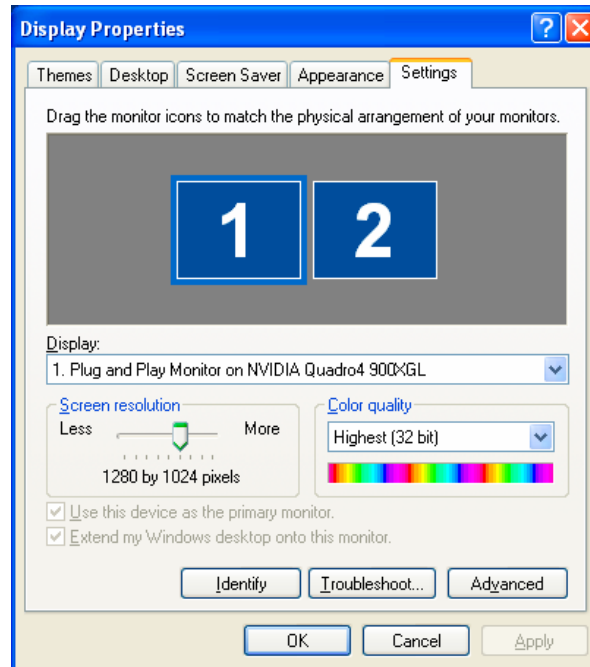 Display Properties
Themes Desktop Screen Saver Appearance Settings
Drag the monitor icons to match the physical arrangement of your monitors.
1 2
Display:
1. Plug and Play Monitor on NVIDIA Quadro4 900XGL
Screen resolution
Less More
1280 by 1024 pixels
Color quality
Highest (32 bit)
Use this device as the primary monitor.
Extend my Windows desktop onto this monitor.
Identify Troubleshoot... Advanced
OK Cancel Apply